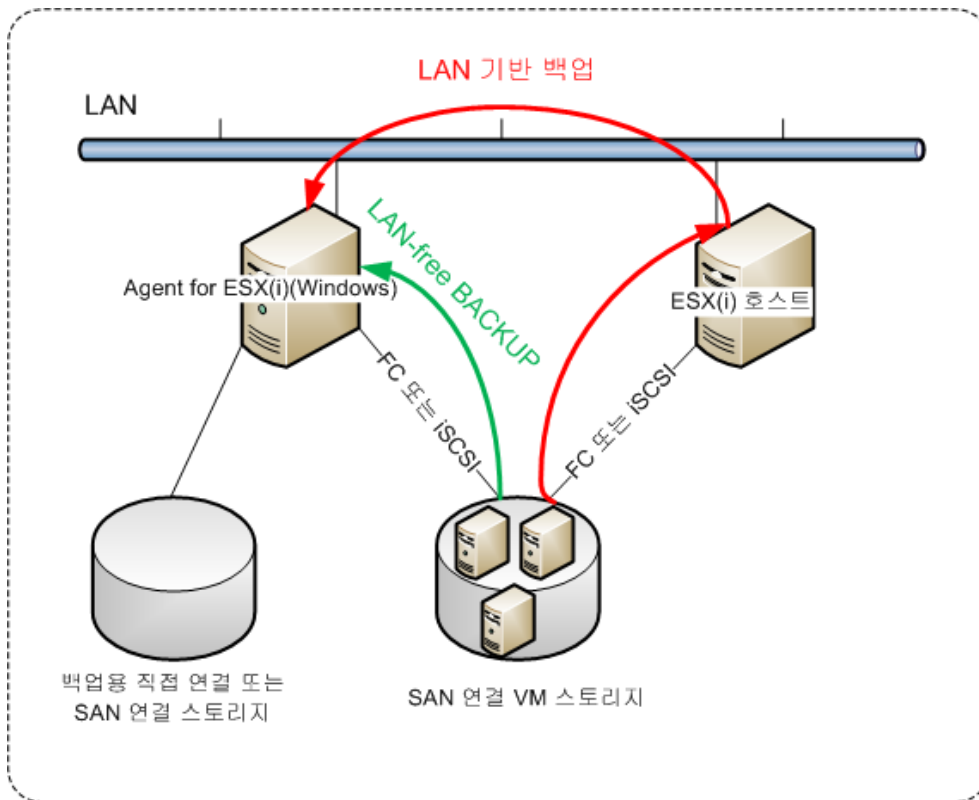 LAN 기반 백업
LAN
LAN-free BACKUP
Agent for ESX(i)(Windows)
ESX(i) 호스트
FC 또는 iSCSI
FC 또는 iSCSI
백업용 직접 연결 또는
SAN 연결 스토리지
SAN 연결 VM 스토리지